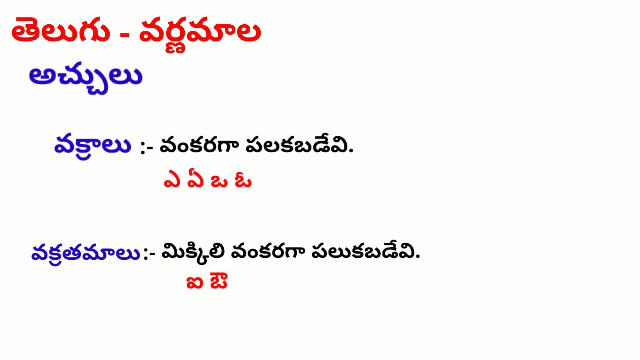 తెలుగు - వర్ణమాల
అచ్చులు
వక్రాలు :- వంకరగా పలకబడేవి.
ఎ ఏ ఒ ఓ
వక్రతమాలు:- మిక్కిలి వంకరగా పలుకబడేవి.
ఐ ఔ